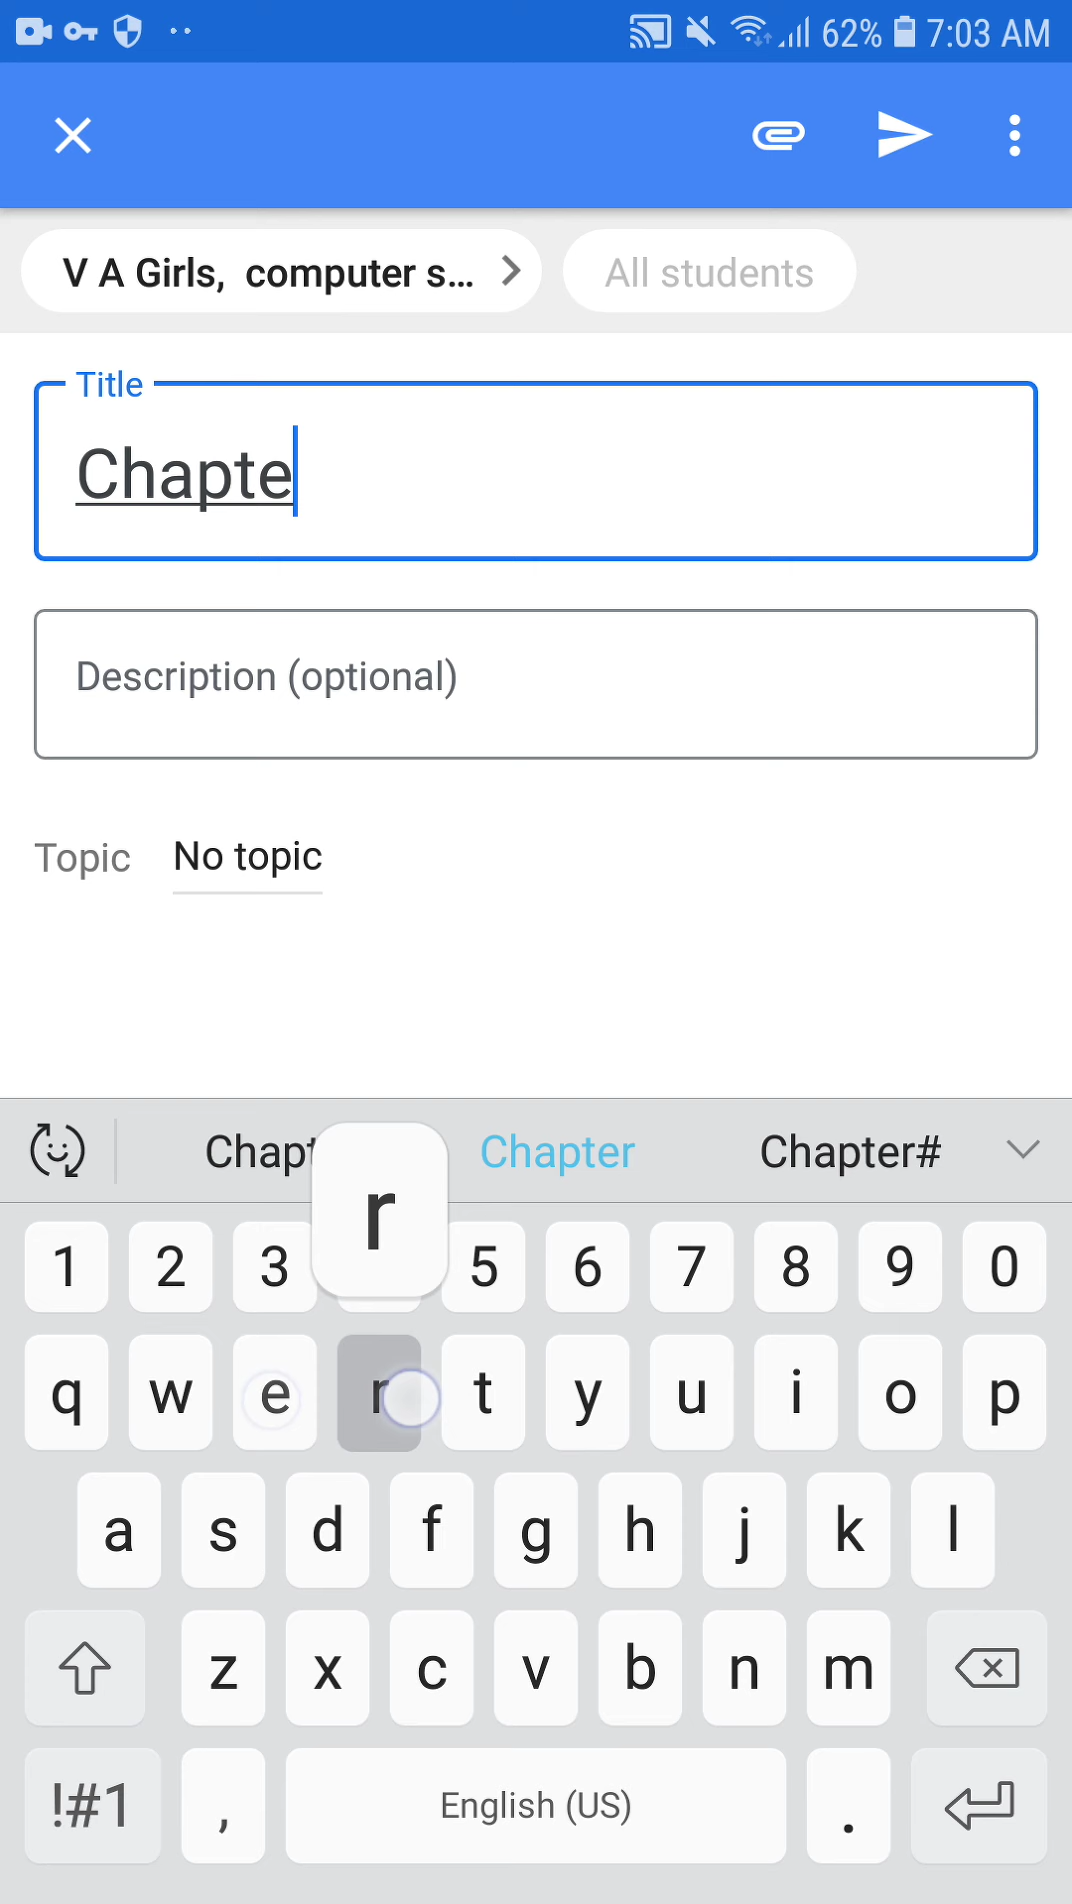 62% 7:03 AM
V A Girls,  computer s... All students
Title
Chapte
Description (optional)
Topic No topic
Chapter Chapter#
r
1 2 3 5 6 7 8 9 0
q w e r t y u i o p
a s d f g h j k l
z x c v b n m
!#1 , English (US) .